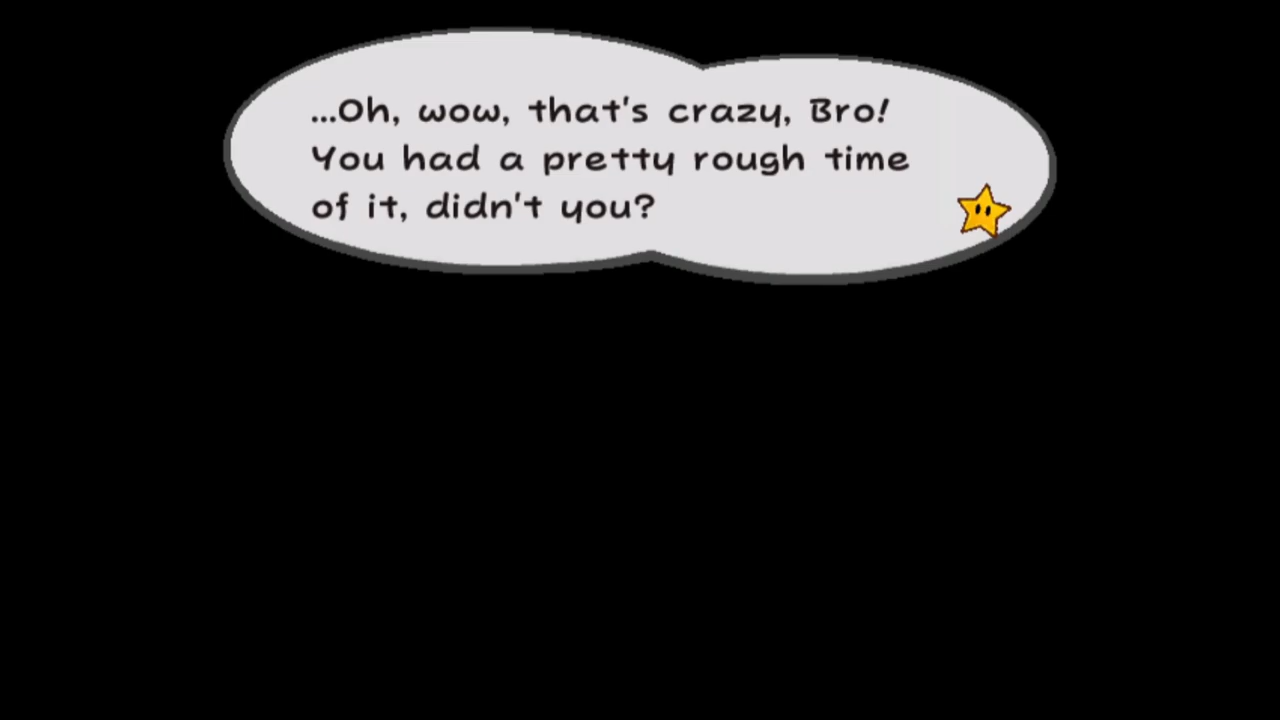 ...Oh, wow, that's crazy, Bro!
You had a pretty rough time
of it, didn't you?